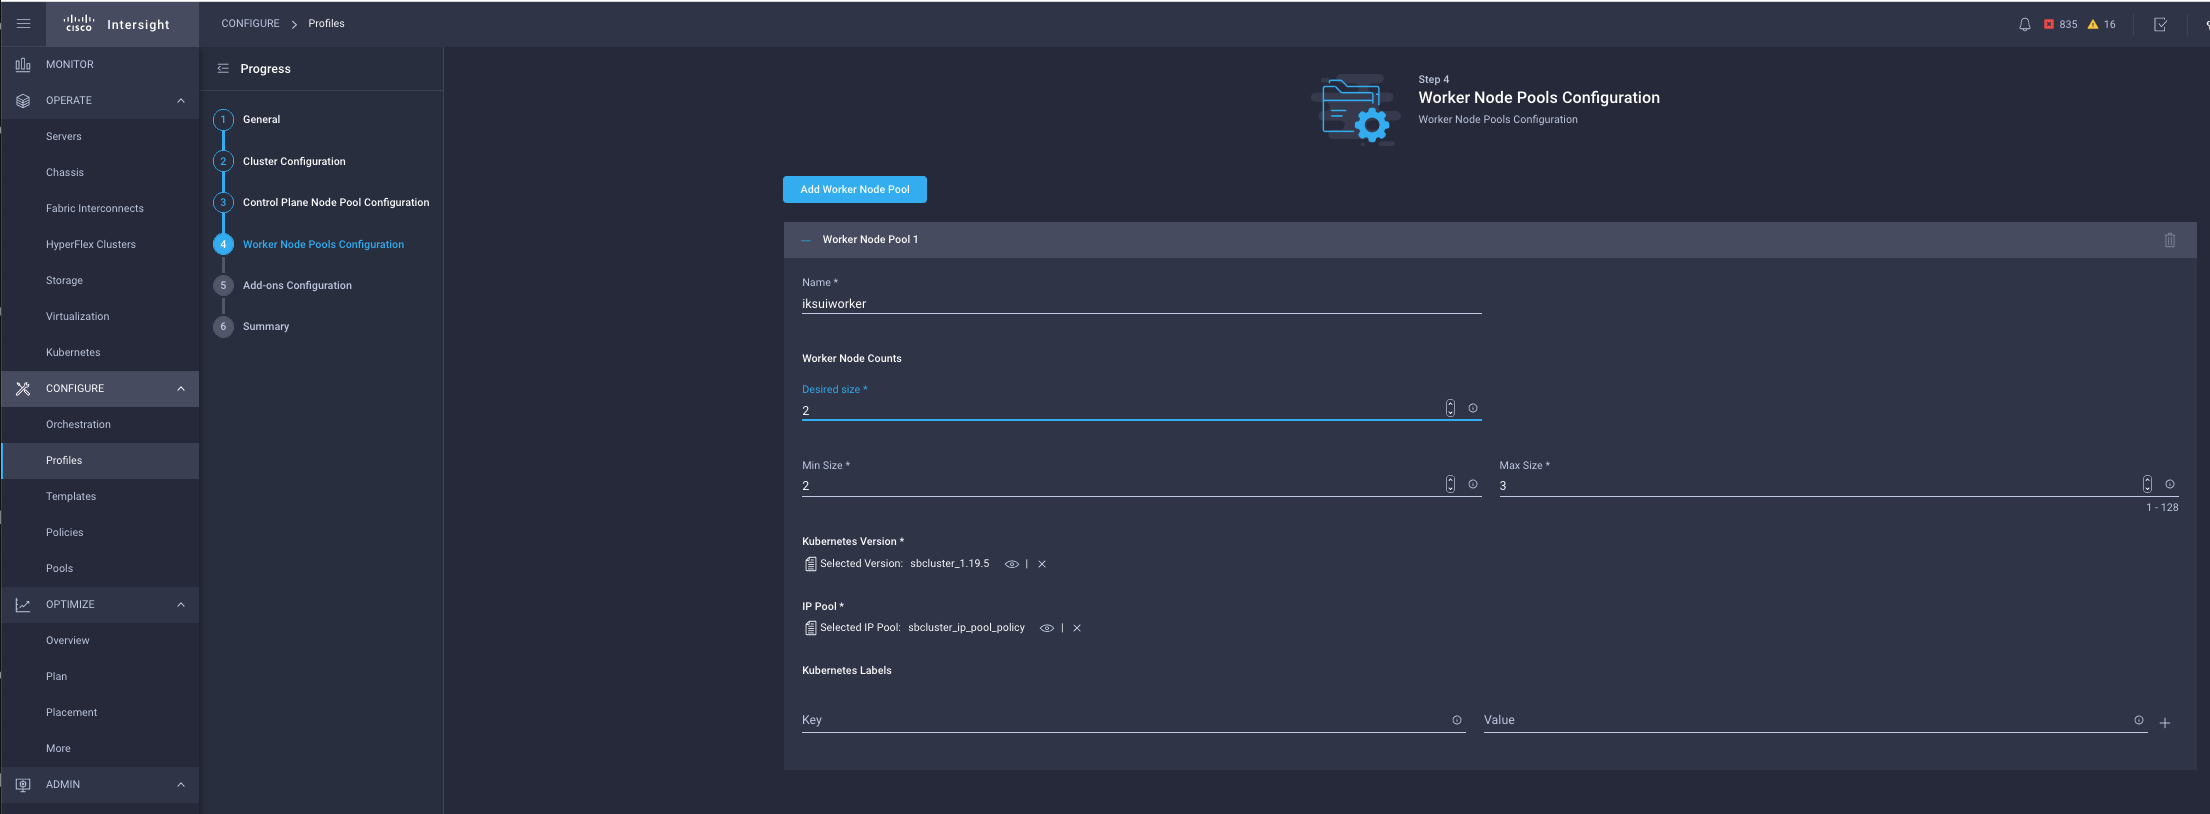 CISCO Intersight
CONFIGURE > Profiles
835 16
MONITOR
OPERATE
Servers
Chassis
Fabric Interconnects
HyperFlex Clusters
Storage
Virtualization
Kubernetes
CONFIGURE
Orchestration
Profiles
Templates
Policies
Pools
OPTIMIZE
Overview
Plan
Placement
More
ADMIN
Progress
1 General
2 Cluster Configuration
3 Control Plane Node Pool Configuration
4 Worker Node Pools Configuration
5 Add-ons Configuration
6 Summary
Step 4
Worker Node Pools Configuration
Worker Node Pools Configuration
Add Worker Node Pool
Worker Node Pool 1
Name *
iksuiworker
Worker Node Counts
Desired size *
2
Min Size * Max Size *
2 3
1 - 128
Kubernetes Version *
Selected Version: sbcluster_1.19.5 | ×
IP Pool *
Selected IP Pool: sbcluster_ip_pool_policy | ×
Kubernetes Labels
Key Value +